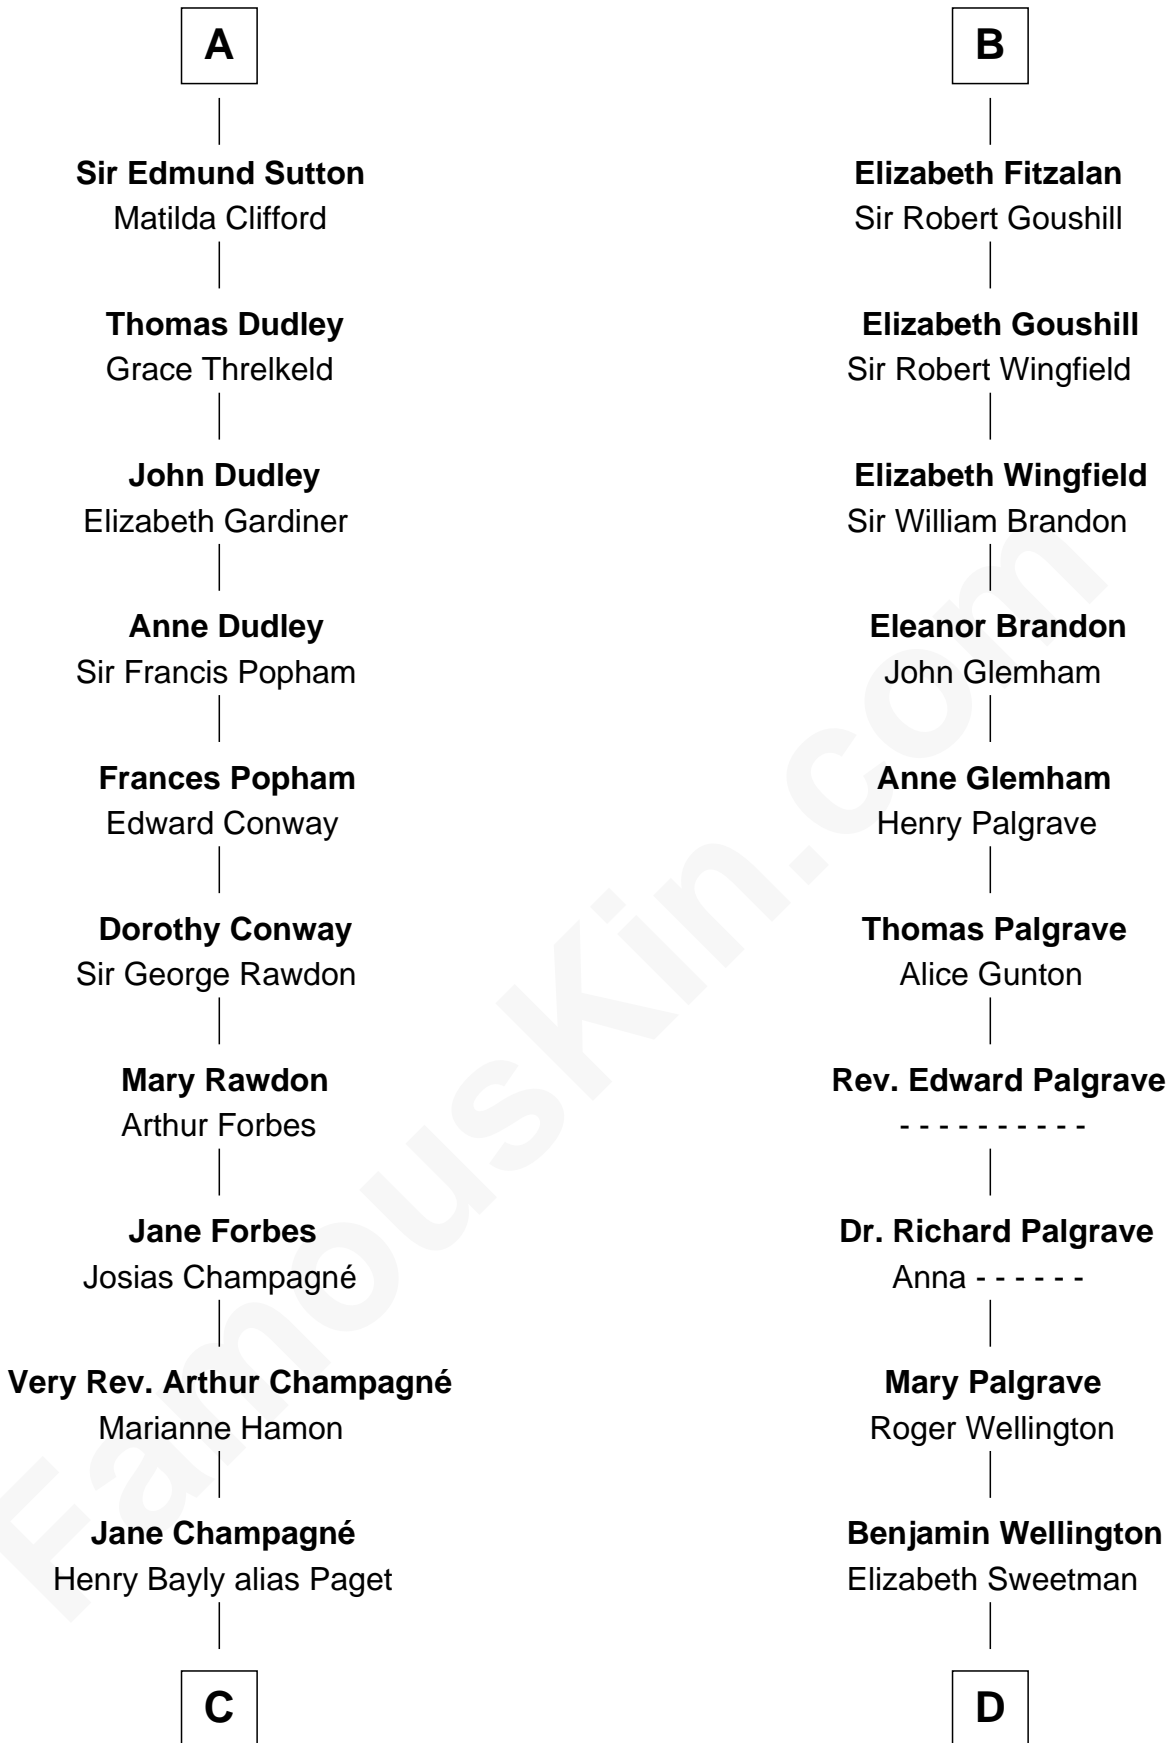 A
Sir Edmund Sutton
Matilda Clifford
Thomas Dudley
Grace Threlkeld
John Dudley
Elizabeth Gardiner
Anne Dudley
Sir Francis Popham
Frances Popham
Edward Conway
Dorothy Conway
Sir George Rawdon
Mary Rawdon
Arthur Forbes
Jane Forbes
Josias Champagné
Very Rev. Arthur Champagné
Marianne Hamon
Jane Champagné
Henry Bayly alias Paget
C
B
Elizabeth Fitzalan
Sir Robert Goushill
Elizabeth Goushill
Sir Robert Wingfield
Elizabeth Wingfield
Sir William Brandon
Eleanor Brandon
John Glemham
Anne Glemham
Henry Palgrave
Thomas Palgrave
Alice Gunton
Rev. Edward Palgrave
- - - - - - - - - -
Dr. Richard Palgrave
Anna - - - - - -
Mary Palgrave
Roger Wellington
Benjamin Wellington
Elizabeth Sweetman
D
FamousKin.com